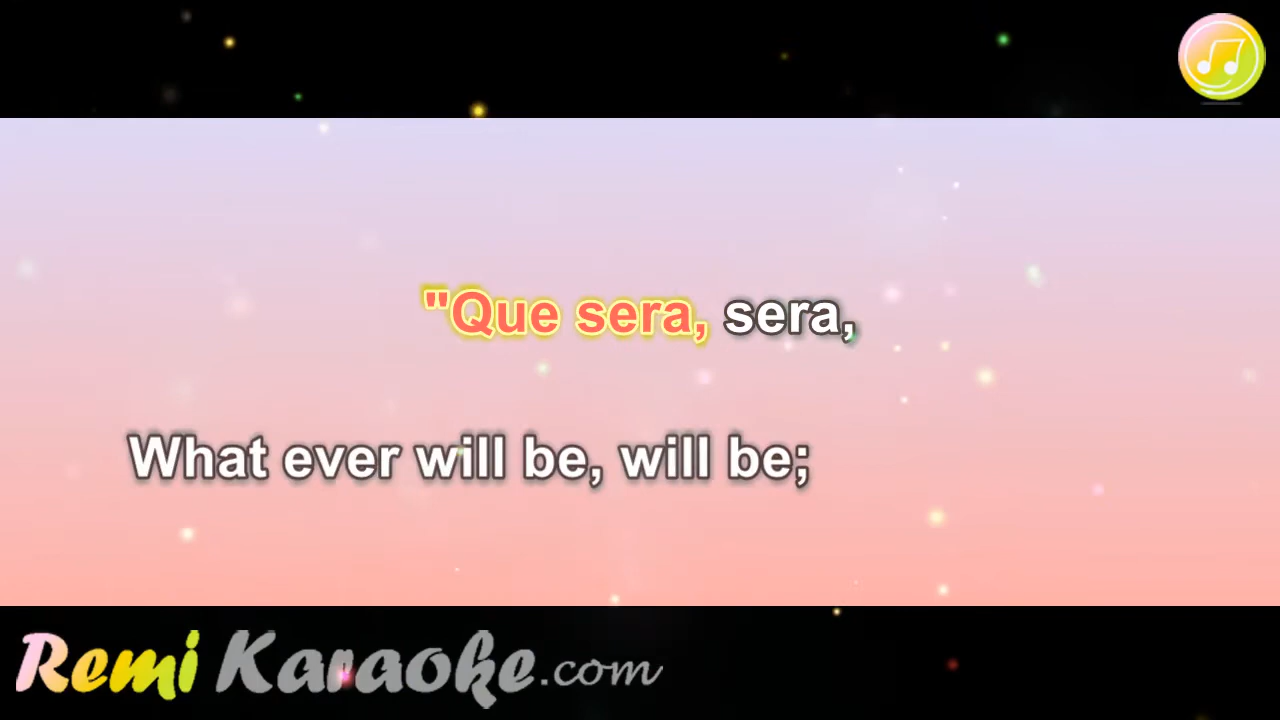 "Que sera, sera,
What ever will be, will be;
Remi Karaoke.com